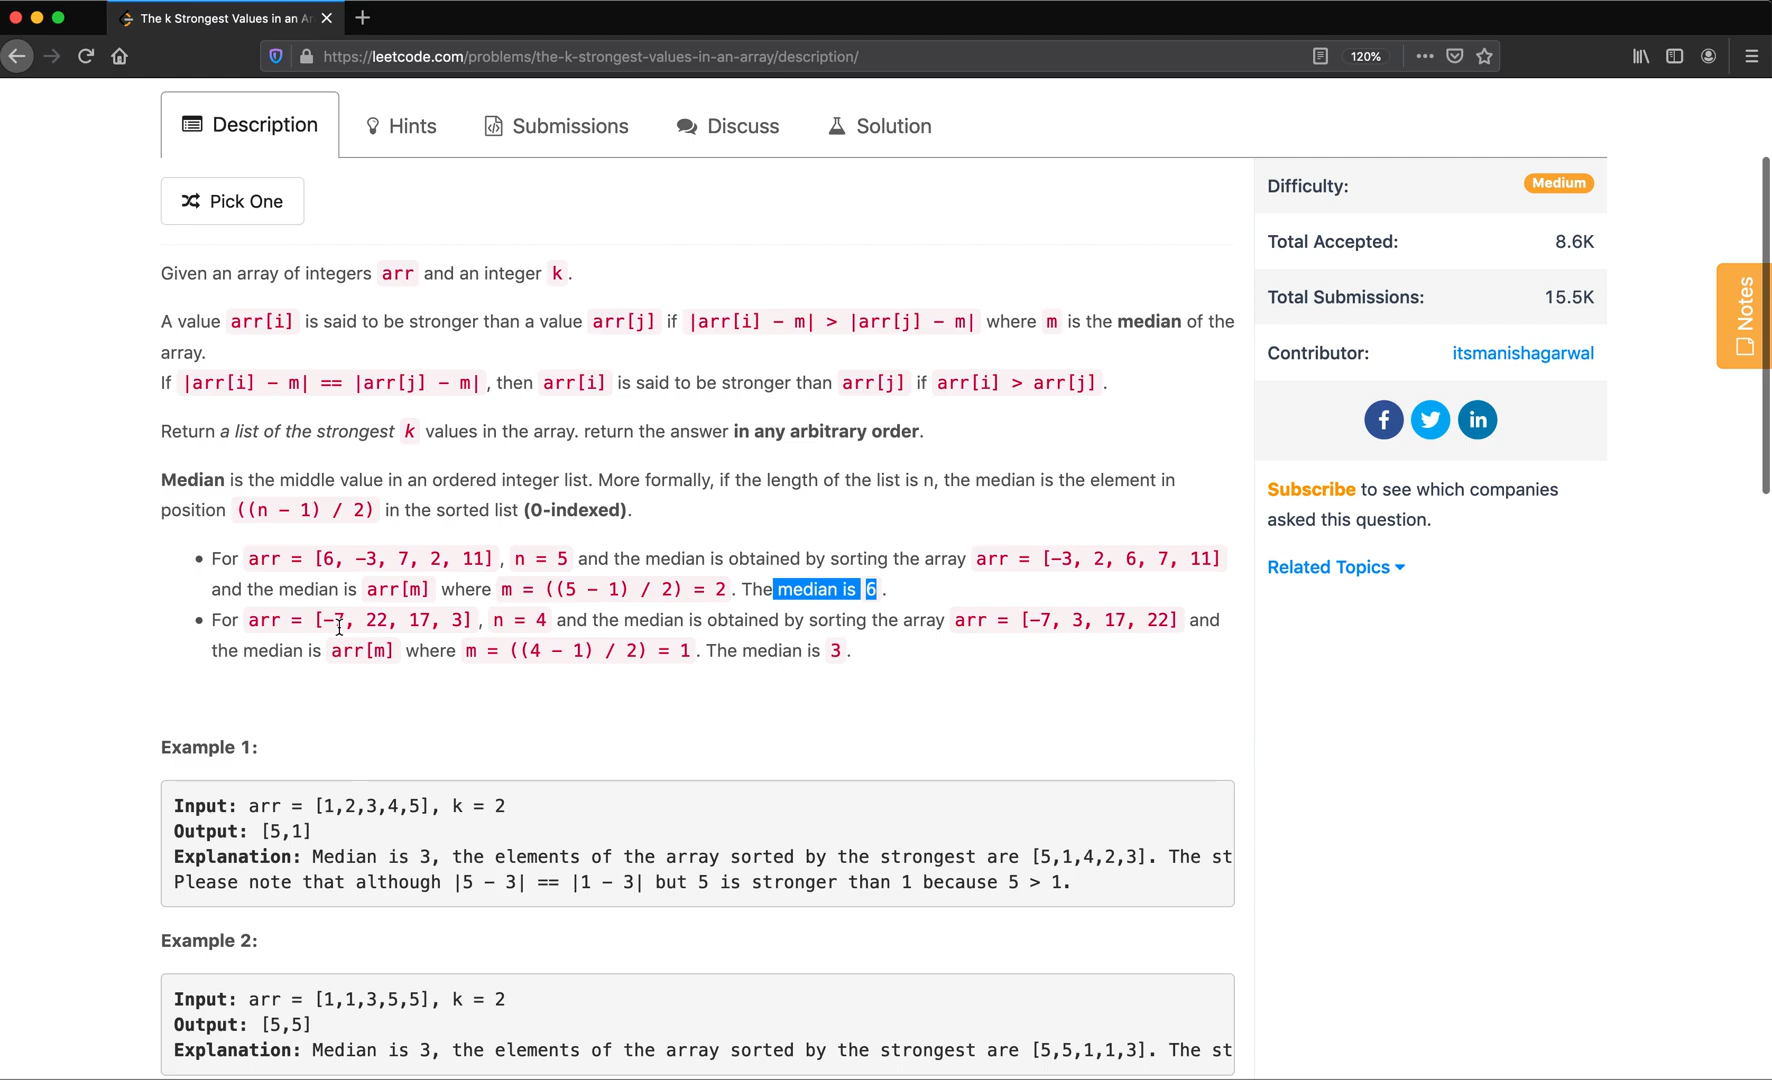 The k Strongest Values in an Ar
https://leetcode.com/problems/the-k-strongest-values-in-an-array/description/
120%
Description
Hints
Submissions
Discuss
Solution
Pick One
Given an array of integers arr and an integer k.
A value arr[i] is said to be stronger than a value arr[j] if |arr[i] - m| > |arr[j] - m| where m is the median of the
array.
If |arr[i] - m| == |arr[j] - m|, then arr[i] is said to be stronger than arr[j] if arr[i] > arr[j].
Return a list of the strongest k values in the array. return the answer in any arbitrary order.
Median is the middle value in an ordered integer list. More formally, if the length of the list is n, the median is the element in
position ((n - 1) / 2) in the sorted list (0-indexed).
• For arr = [6, -3, 7, 2, 11], n = 5 and the median is obtained by sorting the array arr = [-3, 2, 6, 7, 11]
and the median is arr[m] where m = ((5 - 1) / 2) = 2. The median is 6.
• For arr = [-7, 22, 17, 3], n = 4 and the median is obtained by sorting the array arr = [-7, 3, 17, 22] and
the median is arr[m] where m = ((4 - 1) / 2) = 1. The median is 3.
Example 1:
Input: arr = [1,2,3,4,5], k = 2
Output: [5,1]
Explanation: Median is 3, the elements of the array sorted by the strongest are [5,1,4,2,3]. The st
Please note that although |5 - 3| == |1 - 3| but 5 is stronger than 1 because 5 > 1.
Example 2:
Input: arr = [1,1,3,5,5], k = 2
Output: [5,5]
Explanation: Median is 3, the elements of the array sorted by the strongest are [5,5,1,1,3]. The st
Difficulty: Medium
Total Accepted: 8.6K
Total Submissions: 15.5K
Contributor: itsmanishagarwal
Subscribe to see which companies
asked this question.
Related Topics
Notes